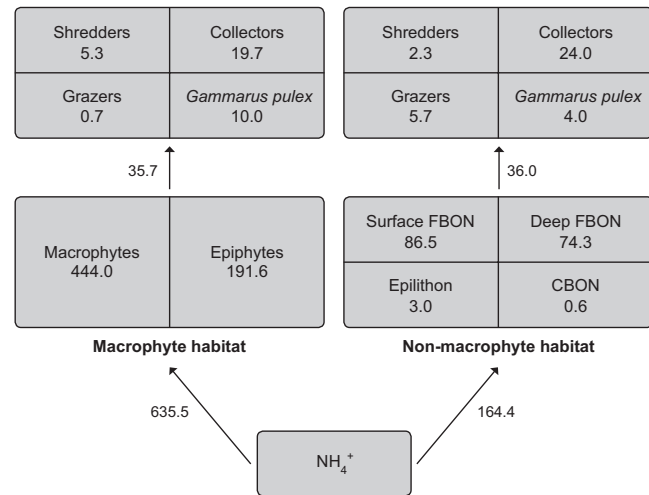 Shredders
5.3
Collectors
19.7
Grazers
0.7
Gammarus pulex
10.0
Shredders
2.3
Collectors
24.0
Grazers
5.7
Gammarus pulex
4.0
35.7
36.0
Macrophytes
444.0
Epiphytes
191.6
Surface FBON
86.5
Deep FBON
74.3
Epilithon
3.0
CBON
0.6
Macrophyte habitat
Non-macrophyte habitat
635.5
164.4
NH₄⁺